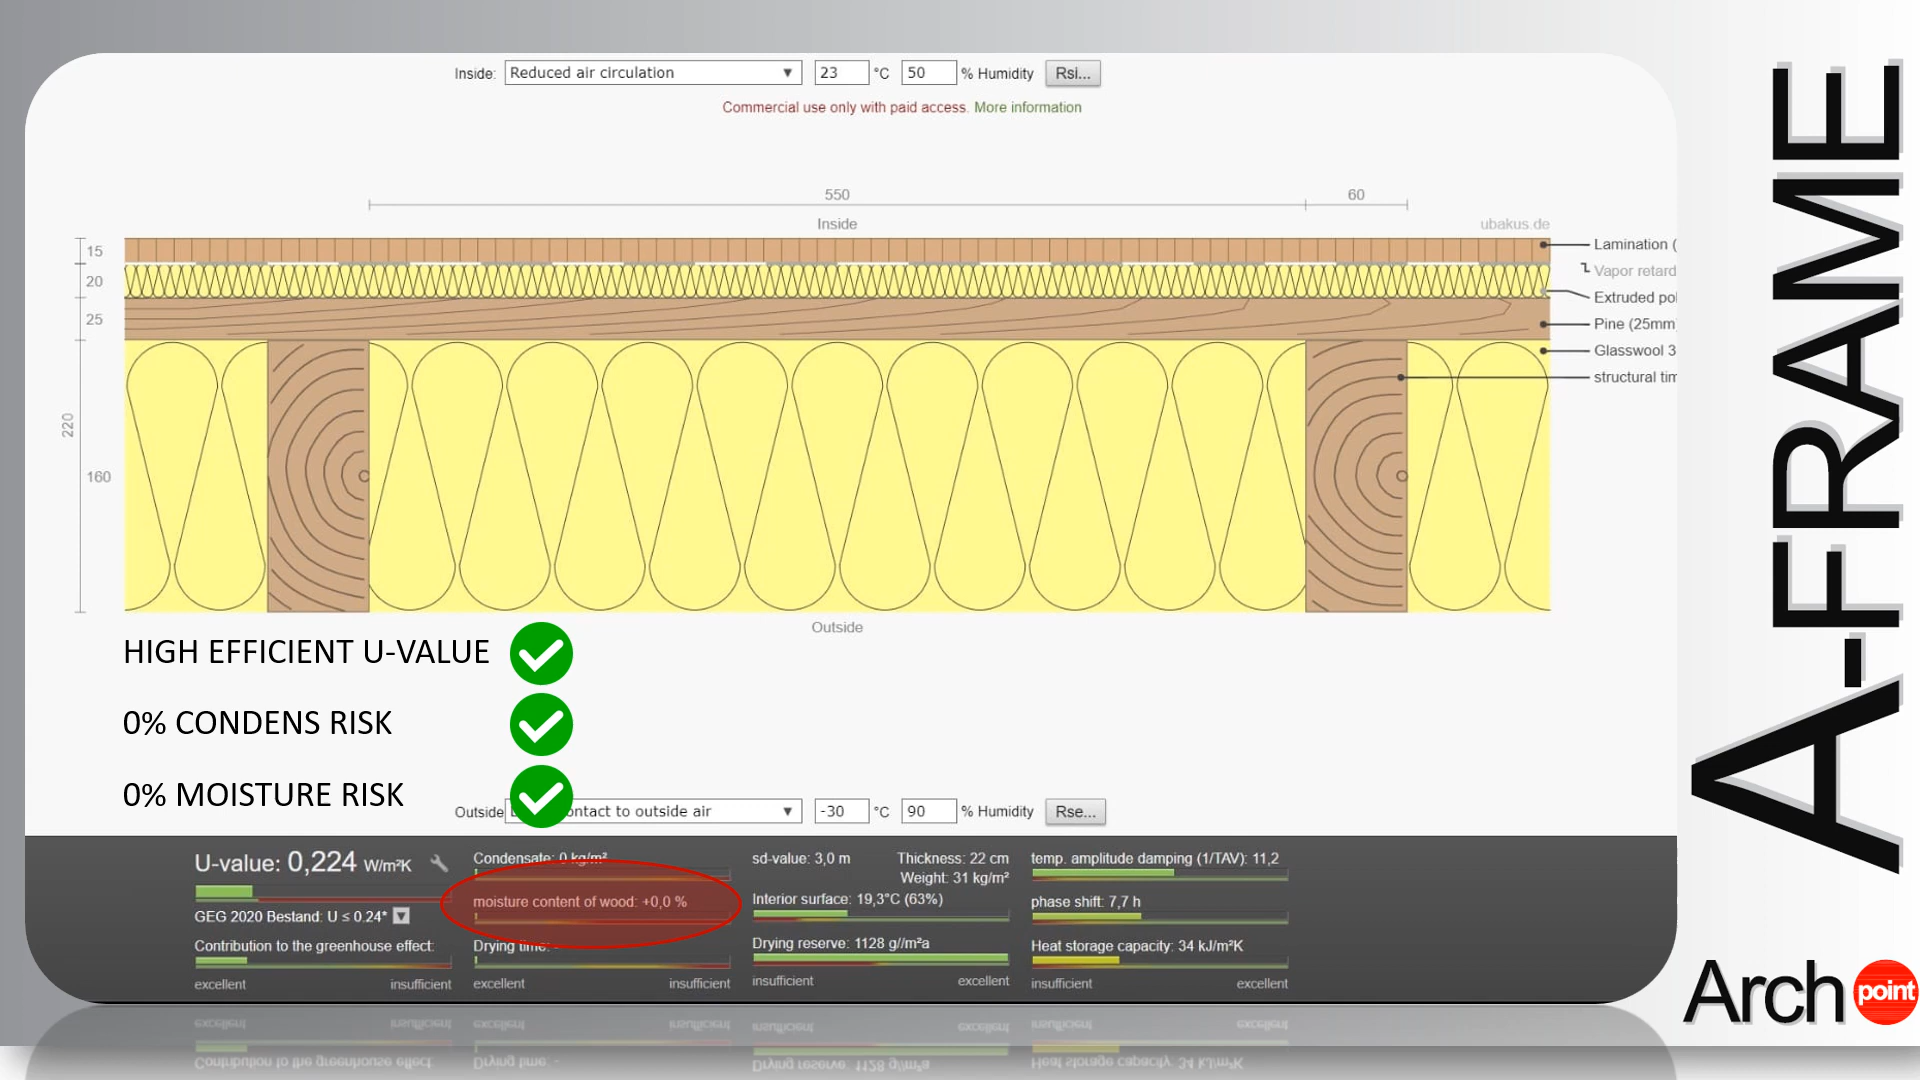 Inside: Reduced air circulation 23 °C 50 % Humidity Rsi...
Commercial use only with paid access. More information
550 60
Inside
ubakus.de
15
20
25
220
160
Lamination (
Vapor retard
Extruded po
Pine (25mm
Glasswool 3
structural tim
Outside
HIGH EFFICIENT U-VALUE
0% CONDENS RISK
0% MOISTURE RISK
Outside ontact to outside air -30 °C 90 % Humidity Rse...
U-value: 0,224 W/m²K
GEG 2020 Bestand: U ≤ 0.24*
Contribution to the greenhouse effect:
excellent insufficient
Condensate: 0 kg/m²
moisture content of wood: +0,0 %
Drying time: -
excellent insufficient
sd-value: 3,0 m Thickness: 22 cm
Weight: 31 kg/m²
Interior surface: 19,3°C (63%)
Drying reserve: 1128 g//m²a
insufficient excellent
temp. amplitude damping (1/TAV): 11,2
phase shift: 7,7 h
Heat storage capacity: 34 kJ/m²K
insufficient excellent
A-FRAME
Arch point